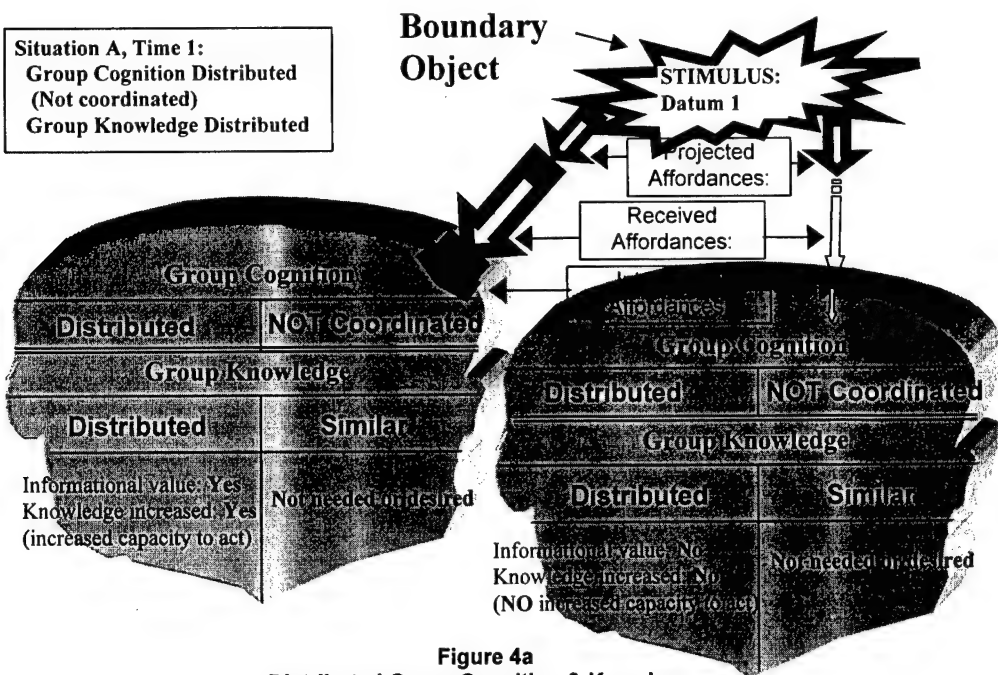 Situation A, Time 1:
Group Cognition Distributed
(Not coordinated)
Group Knowledge Distributed
Boundary
Object
STIMULUS:
Datum 1
Projected
Affordances:
Received
Affordances:
Affordances
Group Cognition
Distributed NOT Coordinated
Group Knowledge
Distributed Similar
Informational value: Yes
Knowledge increased: Yes
(increased capacity to act)
Not needed or desired
Group Cognition
Distributed NOT Coordinated
Group Knowledge
Distributed Similar
Informational value: No
Knowledge increased: No
(NO increased capacity to act)
Not needed or desired
Figure 4a